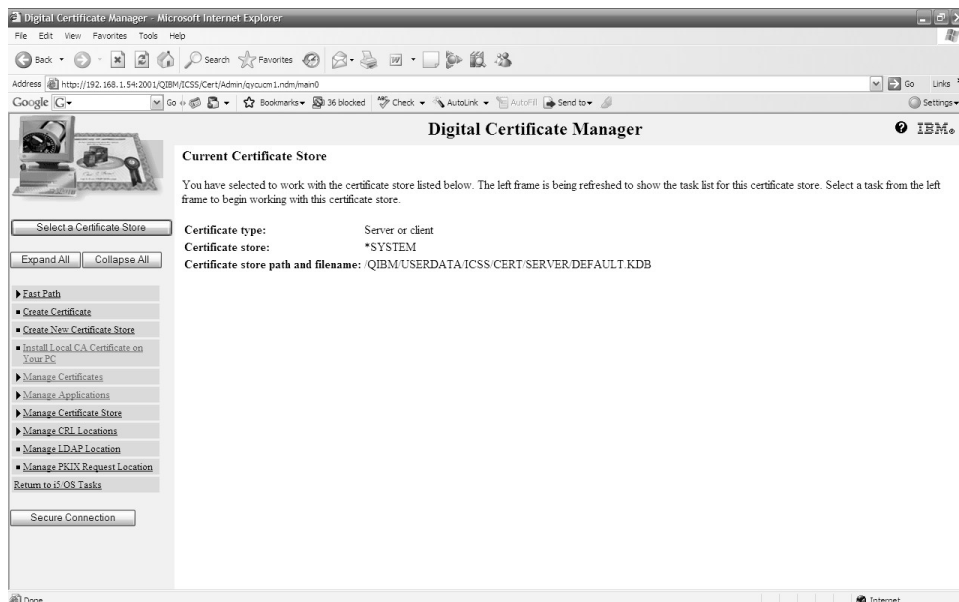 Digital Certificate Manager - Microsoft Internet Explorer
File Edit View Favorites Tools Help
Back Search Favorites
Address http://192.168.1.54:2001/QIBM/ICSS/Cert/Admin/qycucm1.ndm/main0 Go Links
Google G Go Bookmarks 36 blocked Check AutoLink AutoFill Send to Settings
Digital Certificate Manager
IBM
Current Certificate Store
You have selected to work with the certificate store listed below. The left frame is being refreshed to show the task list for this certificate store. Select a task from the left
frame to begin working with this certificate store.
Certificate type: Server or client
Certificate store: *SYSTEM
Certificate store path and filename: /QIBM/USERDATA/ICSS/CERT/SERVER/DEFAULT.KDB
Select a Certificate Store
Expand All Collapse All
Fast Path
Create Certificate
Create New Certificate Store
Install Local CA Certificate on
Your PC
Manage Certificates
Manage Applications
Manage Certificate Store
Manage CRL Locations
Manage LDAP Location
Manage PKIX Request Location
Return to i5/OS Tasks
Secure Connection
Done Internet